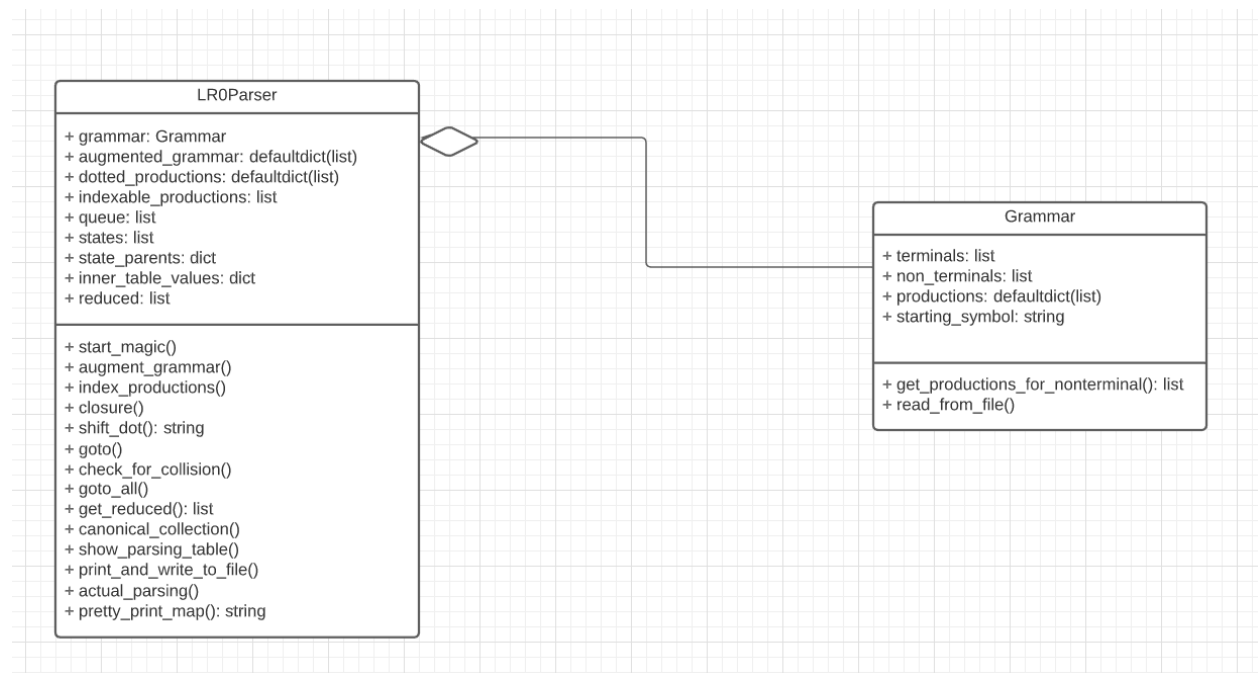 LR0Parser
+ grammar: Grammar
+ augmented_grammar: defaultdict(list)
+ dotted_productions: defaultdict(list)
+ indexable_productions: list
+ queue: list
+ states: list
+ state_parents: dict
+ inner_table_values: dict
+ reduced: list
+ start_magic()
+ augment_grammar()
+ index_productions()
+ closure()
+ shift_dot(): string
+ goto()
+ check_for_collision()
+ goto_all()
+ get_reduced(): list
+ canonical_collection()
+ show_parsing_table()
+ print_and_write_to_file()
+ actual_parsing()
+ pretty_print_map(): string
Grammar
+ terminals: list
+ non_terminals: list
+ productions: defaultdict(list)
+ starting_symbol: string
+ get_productions_for_nonterminal(): list
+ read_from_file()